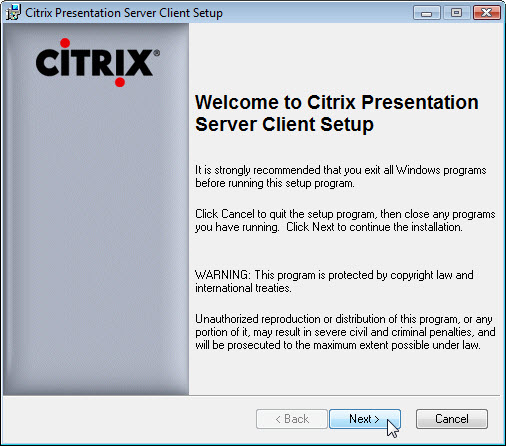 Citrix Presentation Server Client Setup
CİTRİX®
Welcome to Citrix Presentation
Server Client Setup
It is strongly recommended that you exit all Windows programs
before running this setup program.
Click Cancel to quit the setup program, then close any programs
you have running.  Click Next to continue the installation.
WARNING: This program is protected by copyright law and
international treaties.
Unauthorized reproduction or distribution of this program, or any
portion of it, may result in severe civil and criminal penalties, and
will be prosecuted to the maximum extent possible under law.
< Back
Next >
Cancel